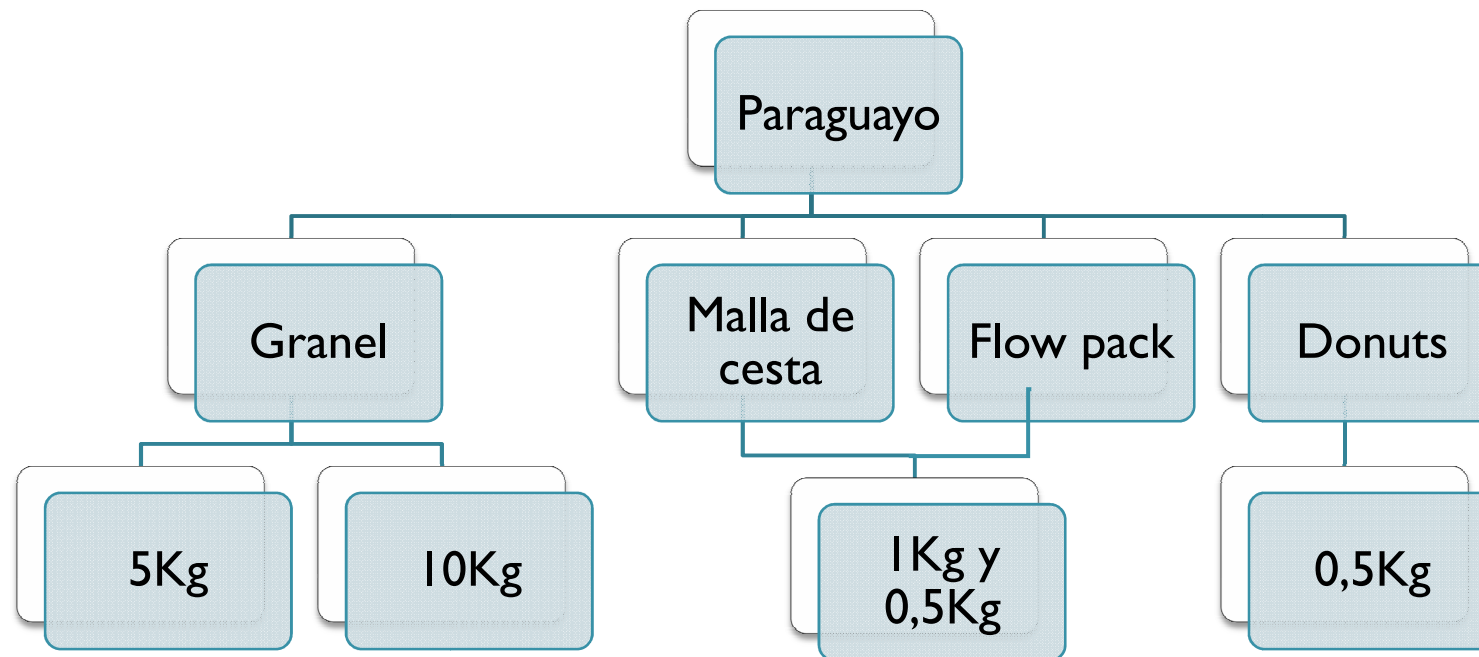 Paraguayo
Granel
Malla de
cesta
Flow pack
Donuts
5Kg
10Kg
1Kg y
0,5Kg
0,5Kg